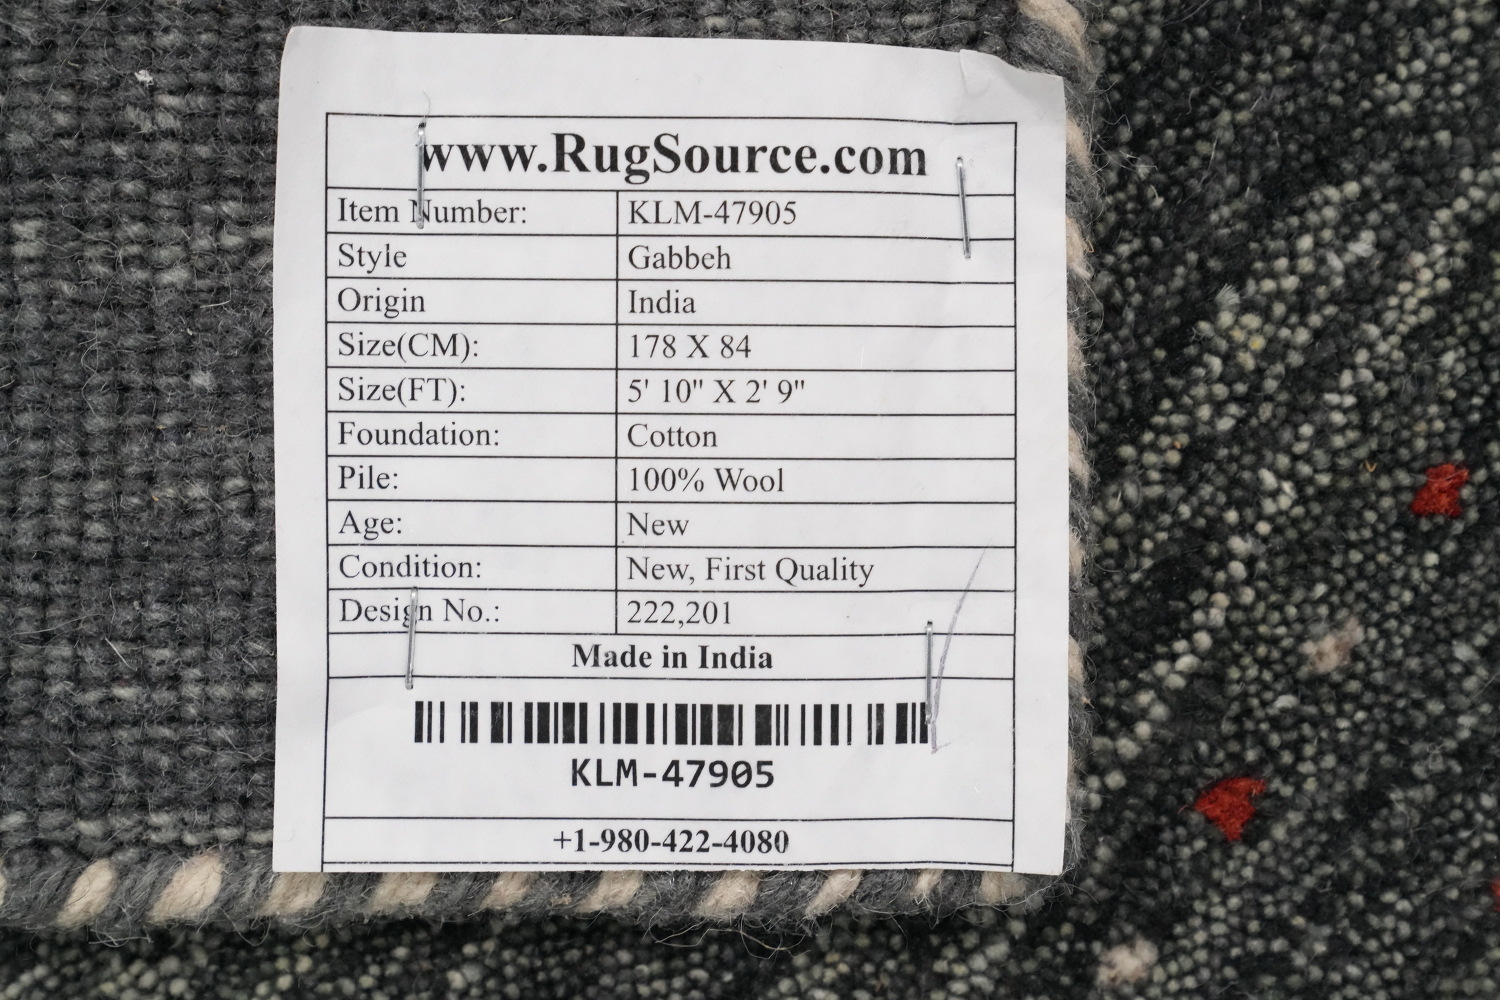 www.RugSource.com
Item Number: KLM-47905
Style Gabbeh
Origin India
Size(CM): 178 X 84
Size(FT): 5' 10" X 2' 9"
Foundation: Cotton
Pile: 100% Wool
Age: New
Condition: New, First Quality
Design No.: 222,201
Made in India
KLM-47905
+1-980-422-4080